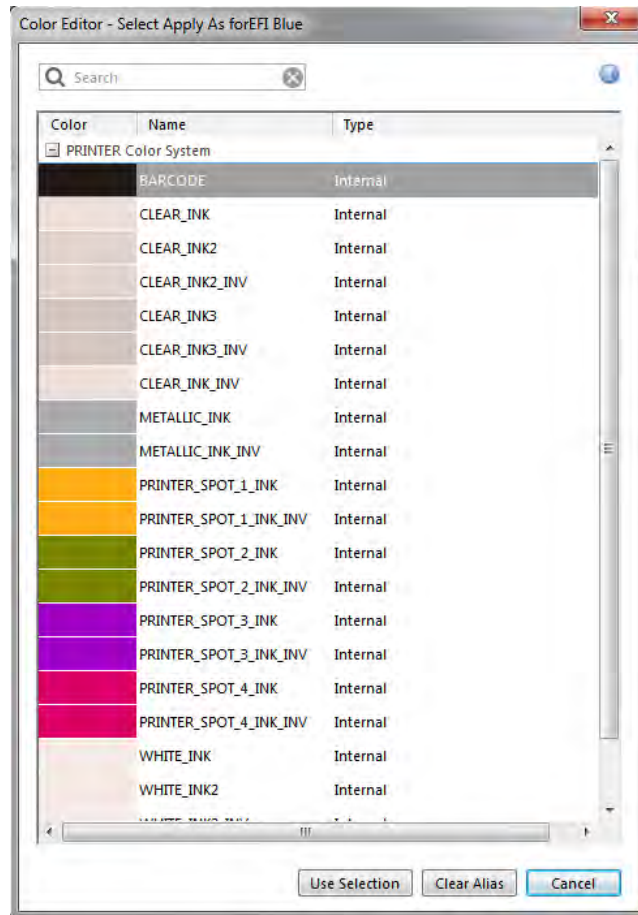 Color Editor - Select Apply As forEFI Blue
Search
Color Name Type
PRINTER Color System
BARCODE Internal
CLEAR_INK Internal
CLEAR_INK2 Internal
CLEAR_INK2_INV Internal
CLEAR_INK3 Internal
CLEAR_INK3_INV Internal
CLEAR_INK_INV Internal
METALLIC_INK Internal
METALLIC_INK_INV Internal
PRINTER_SPOT_1_INK Internal
PRINTER_SPOT_1_INK_INV Internal
PRINTER_SPOT_2_INK Internal
PRINTER_SPOT_2_INK_INV Internal
PRINTER_SPOT_3_INK Internal
PRINTER_SPOT_3_INK_INV Internal
PRINTER_SPOT_4_INK Internal
PRINTER_SPOT_4_INK_INV Internal
WHITE_INK Internal
WHITE_INK2 Internal
Use Selection Clear Alias Cancel